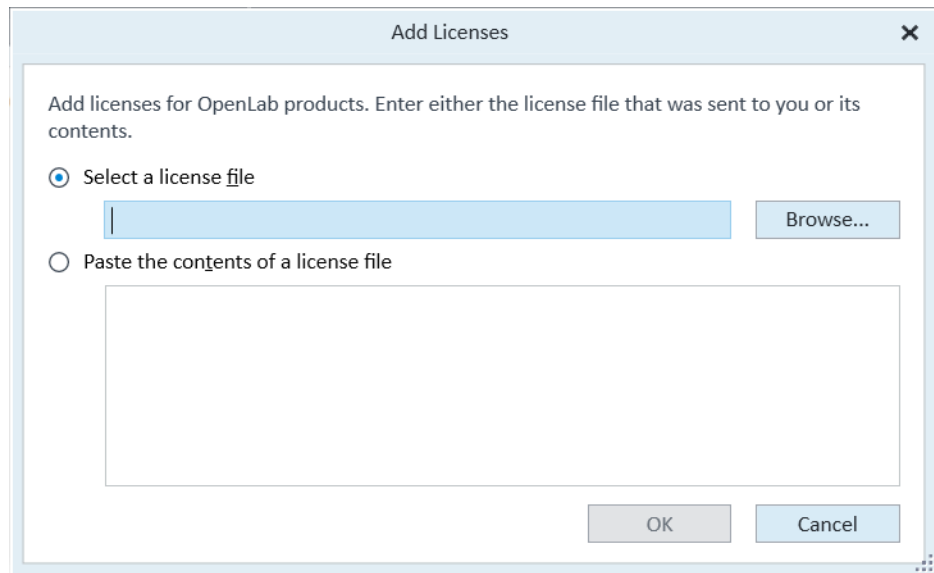 Add Licenses
Add licenses for OpenLab products. Enter either the license file that was sent to you or its
contents.
Select a license file
Browse...
Paste the contents of a license file
OK
Cancel